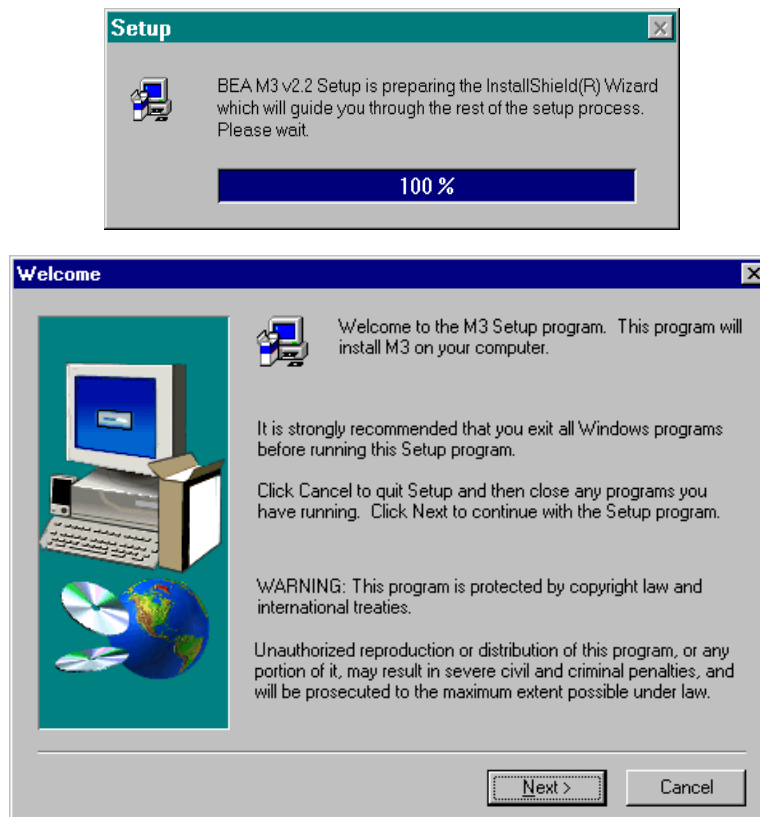 Setup
BEA M3 v2.2 Setup is preparing the InstallShield(R) Wizard
which will guide you through the rest of the setup process.
Please wait.
100 %
Welcome
Welcome to the M3 Setup program.  This program will
install M3 on your computer.
It is strongly recommended that you exit all Windows programs
before running this Setup program.
Click Cancel to quit Setup and then close any programs you
have running.  Click Next to continue with the Setup program.
WARNING: This program is protected by copyright law and
international treaties.
Unauthorized reproduction or distribution of this program, or any
portion of it, may result in severe civil and criminal penalties, and
will be prosecuted to the maximum extent possible under law.
Next >
Cancel